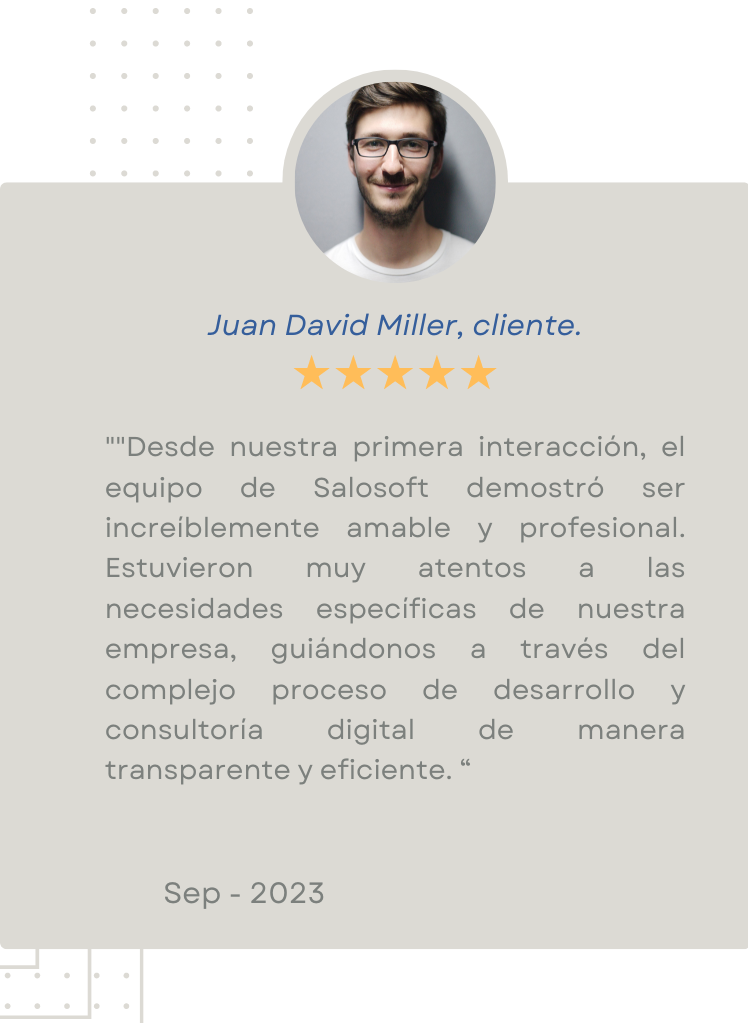 Juan David Miller, cliente.
""Desde nuestra primera interacción, el
equipo de Salosoft demostró ser
increíblemente amable y profesional.
Estuvieron muy atentos a las
necesidades específicas de nuestra
empresa, guiándonos a través del
complejo proceso de desarrollo y
consultoría digital de manera
transparente y eficiente. “
Sep - 2023